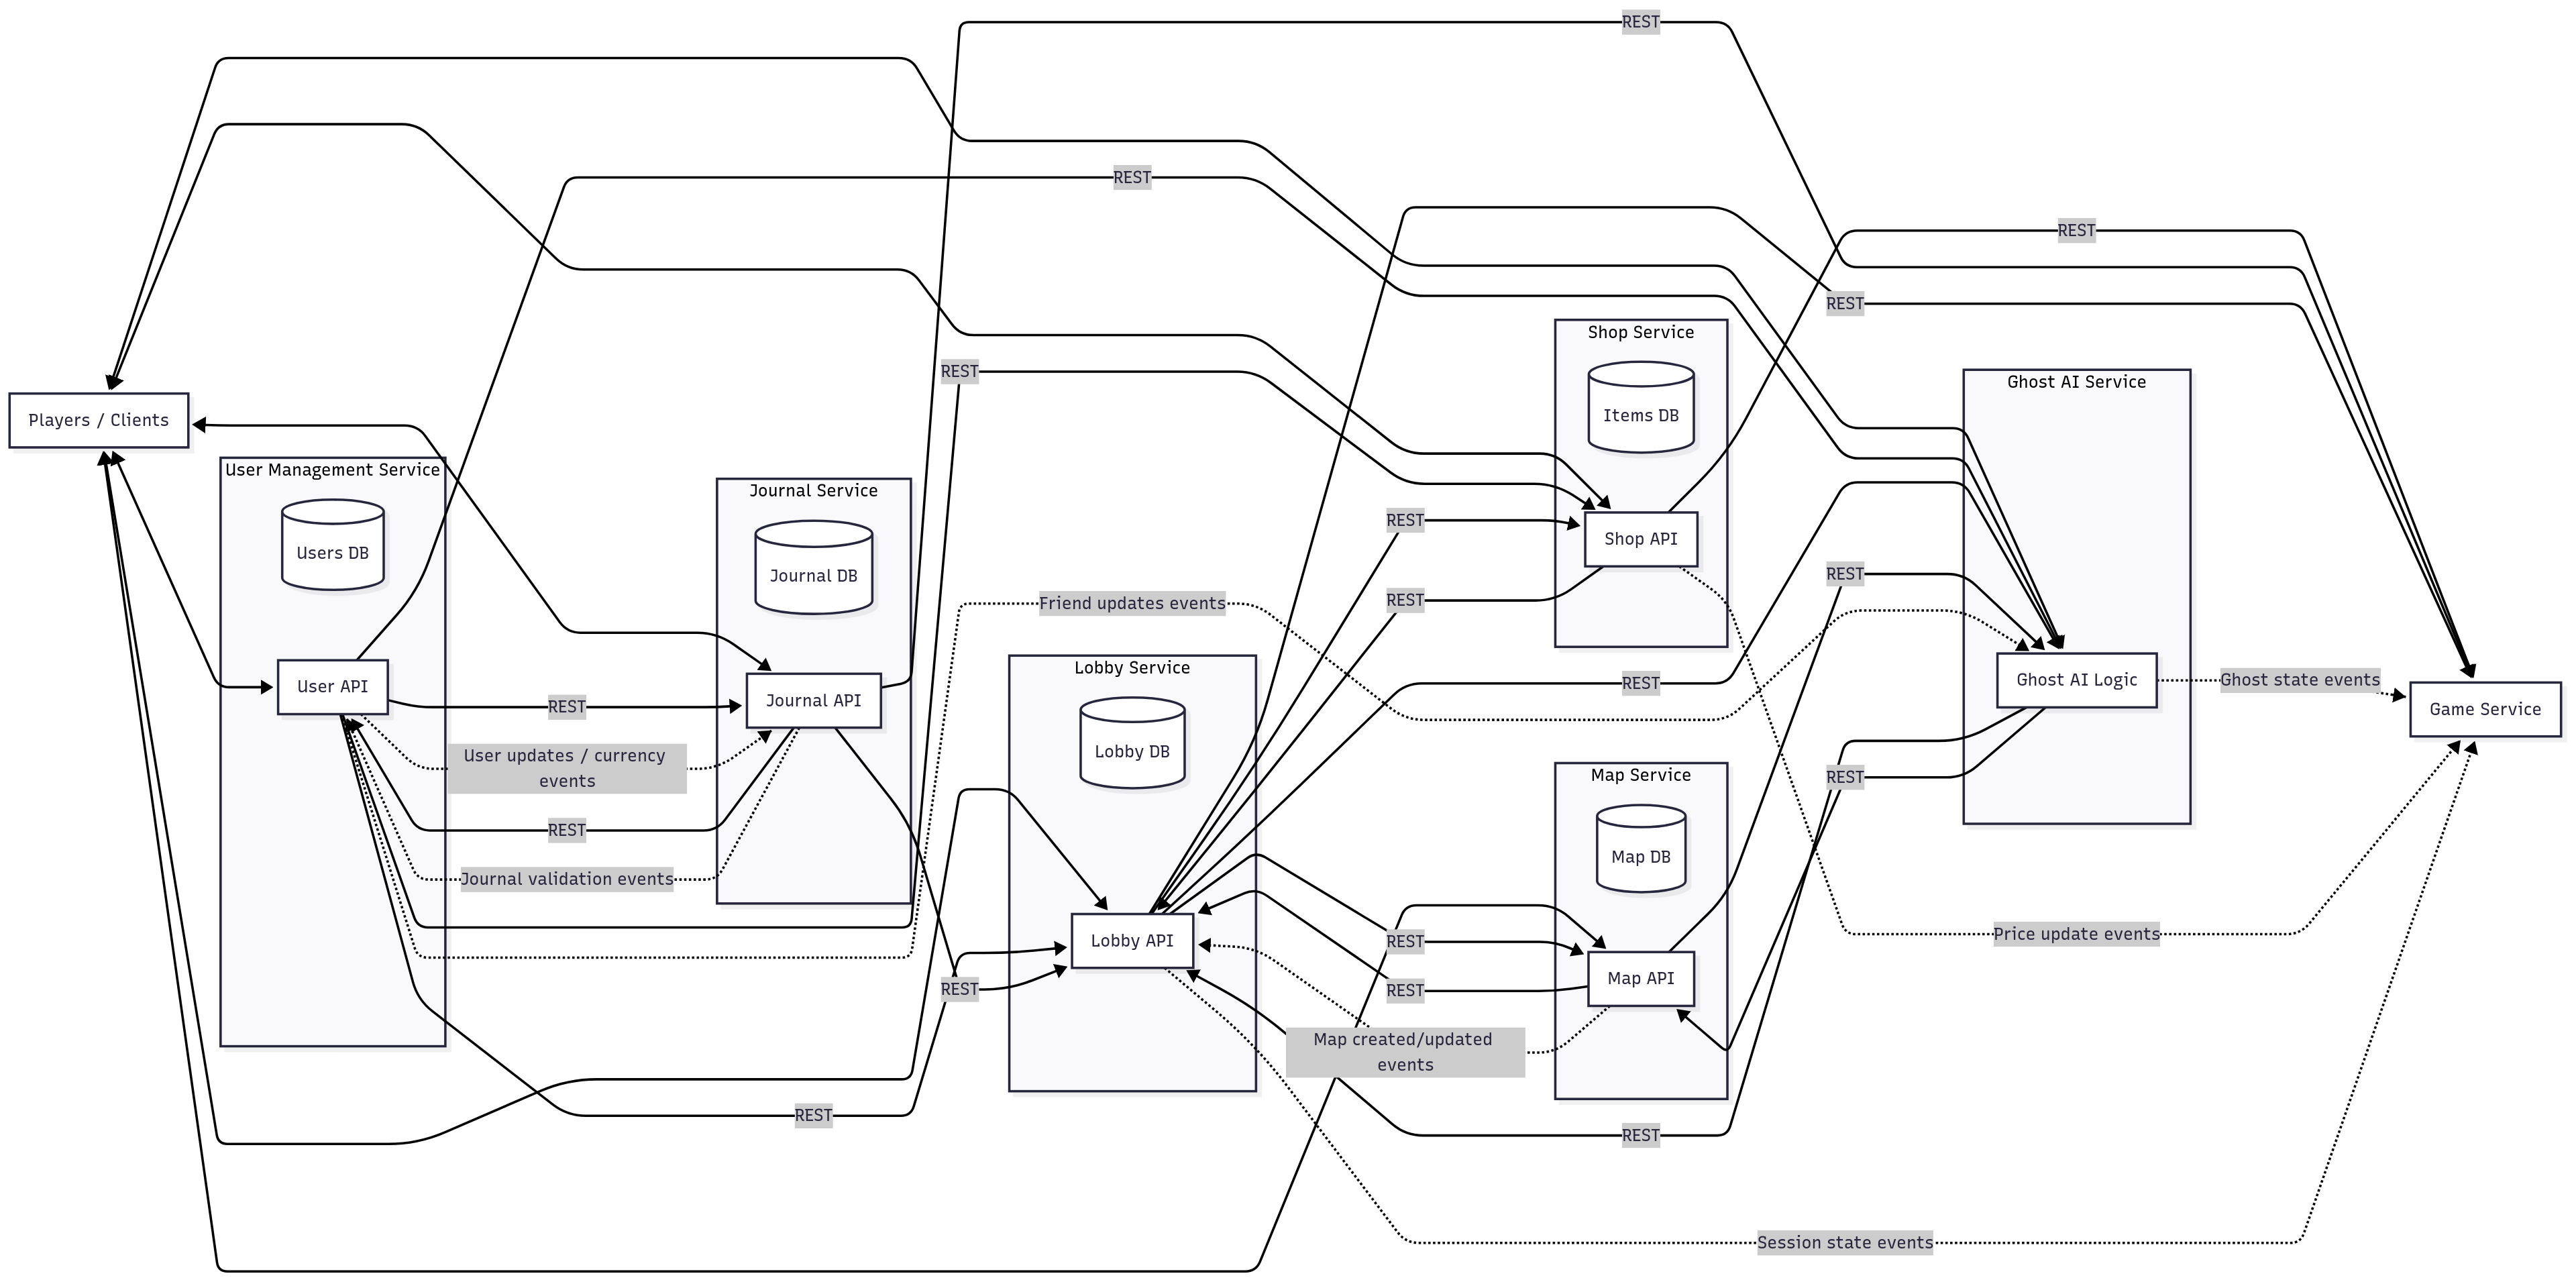 REST
REST
REST
REST
Shop Service
REST
Items DB
Ghost AI Service
Players / Clients
User Management Service
Journal Service
REST
Shop API
Users DB
Journal DB
REST
REST
Friend updates events
Lobby Service
User API
Journal API
REST
REST
Ghost AI Logic
Ghost state events
Game Service
User updates / currency
events
Lobby DB
Map Service
REST
REST
Map DB
Journal validation events
Lobby API
REST
Price update events
Map API
REST
REST
Map created/updated
events
REST
REST
Session state events